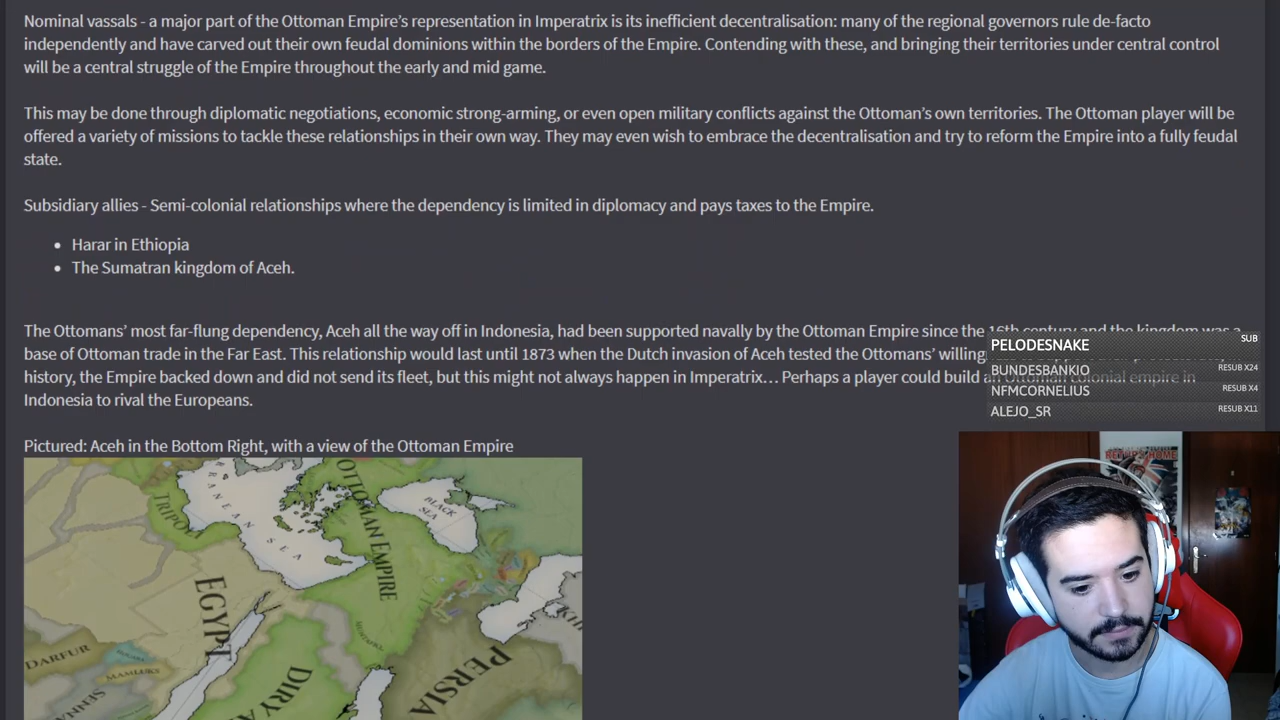 Nominal vassals - a major part of the Ottoman Empire’s representation in Imperatrix is its inefficient decentralisation: many of the regional governors rule de-facto
independently and have carved out their own feudal dominions within the borders of the Empire. Contending with these, and bringing their territories under central control
will be a central struggle of the Empire throughout the early and mid game.
This may be done through diplomatic negotiations, economic strong-arming, or even open military conflicts against the Ottoman’s own territories. The Ottoman player will be
offered a variety of missions to tackle these relationships in their own way. They may even wish to embrace the decentralisation and try to reform the Empire into a fully feudal
state.
Subsidiary allies - Semi-colonial relationships where the dependency is limited in diplomacy and pays taxes to the Empire.
• Harar in Ethiopia
• The Sumatran kingdom of Aceh.
The Ottomans’ most far-flung dependency, Aceh all the way off in Indonesia, had been supported navally by the Ottoman Empire since the 16th century and the kingdom was a
base of Ottoman trade in the Far East. This relationship would last until 1873 when the Dutch invasion of Aceh tested the Ottomans’
history, the Empire backed down and did not send its fleet, but this might not always happen in Imperatrix… Perhaps a player could build an Ottoman colonial empire in
Indonesia to rival the Europeans.
PELODESNAKE SUB
BUNDESBANKIO RESUB X24
NFMCORNELIUS RESUB X4
ALEJO_SR RESUB X11
Pictured: Aceh in the Bottom Right, with a view of the Ottoman Empire
TRIPOLI
SEA
OTTOMAN EMPIRE
BLACK
SEA
EGYPT
DARFUR
MAMLUKS
PERSIA